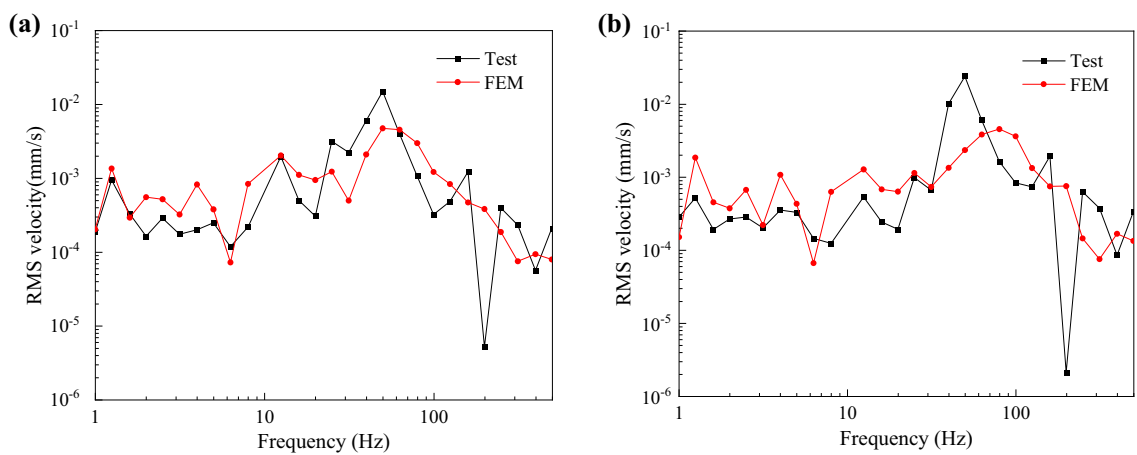 (a)
10^-1
10^-2
10^-3
10^-4
10^-5
10^-6
RMS velocity(mm/s)
Test
FEM
1
10
100
Frequency (Hz)
(b)
10^-1
10^-2
10^-3
10^-4
10^-5
10^-6
RMS velocity (mm/s)
Test
FEM
1
10
100
Frequency (Hz)